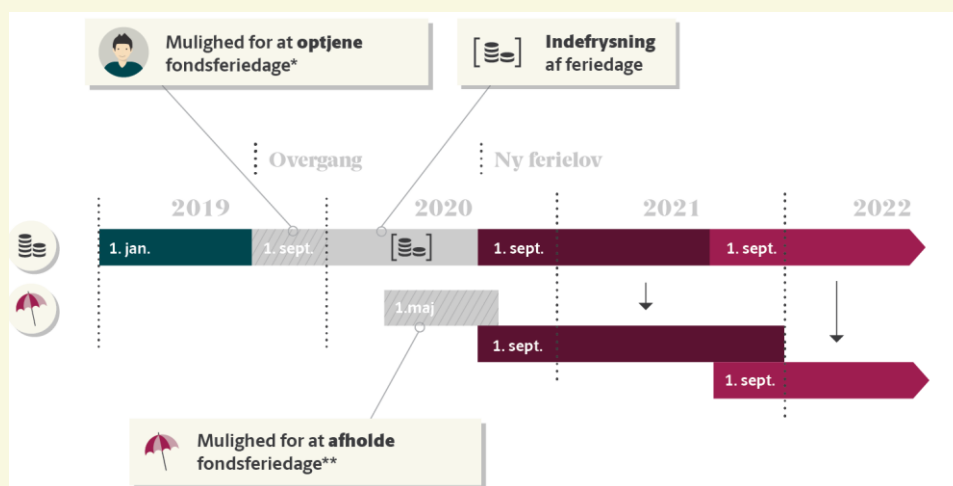 Mulighed for at optjene
fondsferiedage*
Indefrysning
af feriedage
Overgang
Ny ferielov
2019
2020
2021
2022
1. jan.
1. sept.
1. sept.
1. sept.
1.maj
1. sept.
1. sept.
Mulighed for at afholde
fondsferiedage**